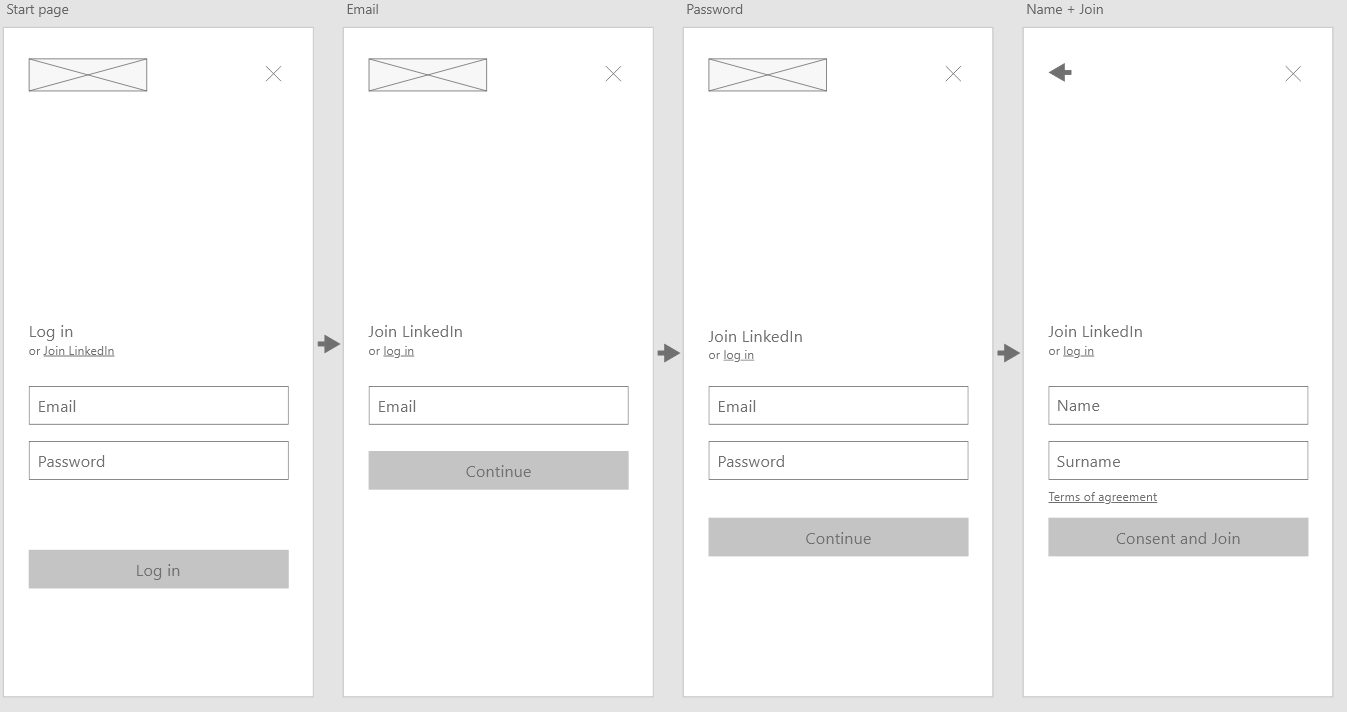 Start page
Log in
or Join LinkedIn
Email
Password
Log in
Email
Join LinkedIn
or log in
Email
Continue
Password
Join LinkedIn
or log in
Email
Password
Continue
Name + Join
Join LinkedIn
or log in
Name
Surname
Terms of agreement
Consent and Join